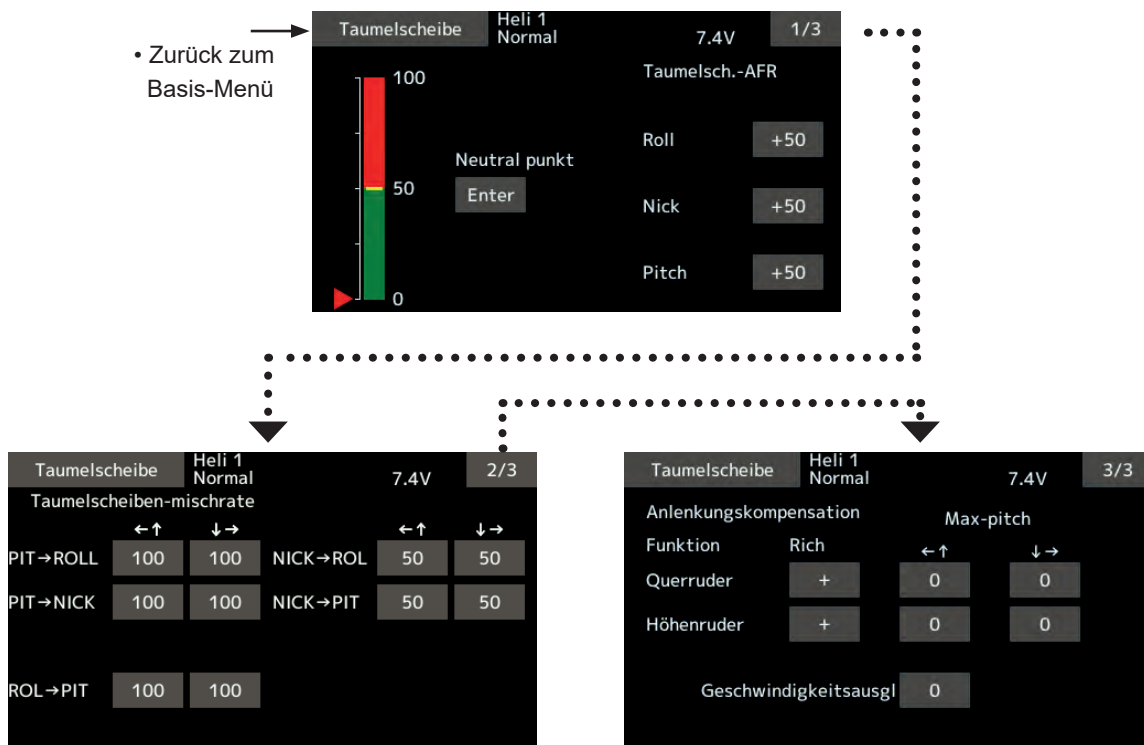 • Zurück zum
Basis-Menü
Taumelscheibe Heli 1 Normal 7.4V 1/3
Taumelsch.-AFR
100
50
0
Neutral punkt
Enter
Roll +50
Nick +50
Pitch +50
Taumelscheibe Heli 1 Normal 7.4V 2/3
Taumelscheiben-mischrate
←↑ ↓→ ←↑ ↓→
PIT→ROLL 100 100 NICK→ROL 50 50
PIT→NICK 100 100 NICK→PIT 50 50
ROL→PIT 100 100
Taumelscheibe Heli 1 Normal 7.4V 3/3
Anlenkungskompensation Max-pitch
Funktion Rich ←↑ ↓→
Querruder + 0 0
Höhenruder + 0 0
Geschwindigkeitsausgl 0